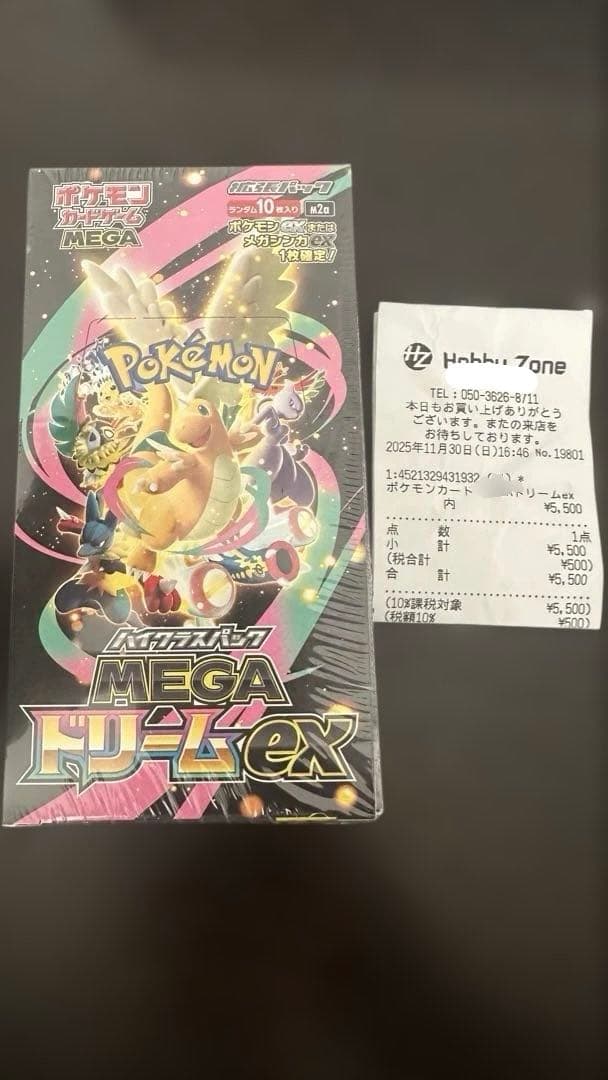 ポケモン
カードゲーム
MEGA
拡張パック
ランダム10枚入り
M2a
ポケモンexまたは
メガシンカex
1枚確定!
POKéMON
ハイクラスパック
MEGA
ドリームex
HZ Hobby Zone
TEL:050-3626-8711
本日もお買い上げありがとう
ございます。またの来店を
お待ちしております。
2025年11月30日(日)16:46 No.19801
1:4521329431932
ポケモンカード ドリームex
内 ¥5,500
点 数 1点
小 計 ¥5,500
(税合計 ¥500)
合 計 ¥5,500
(10%課税対象 ¥5,500)
(税額10% ¥500)